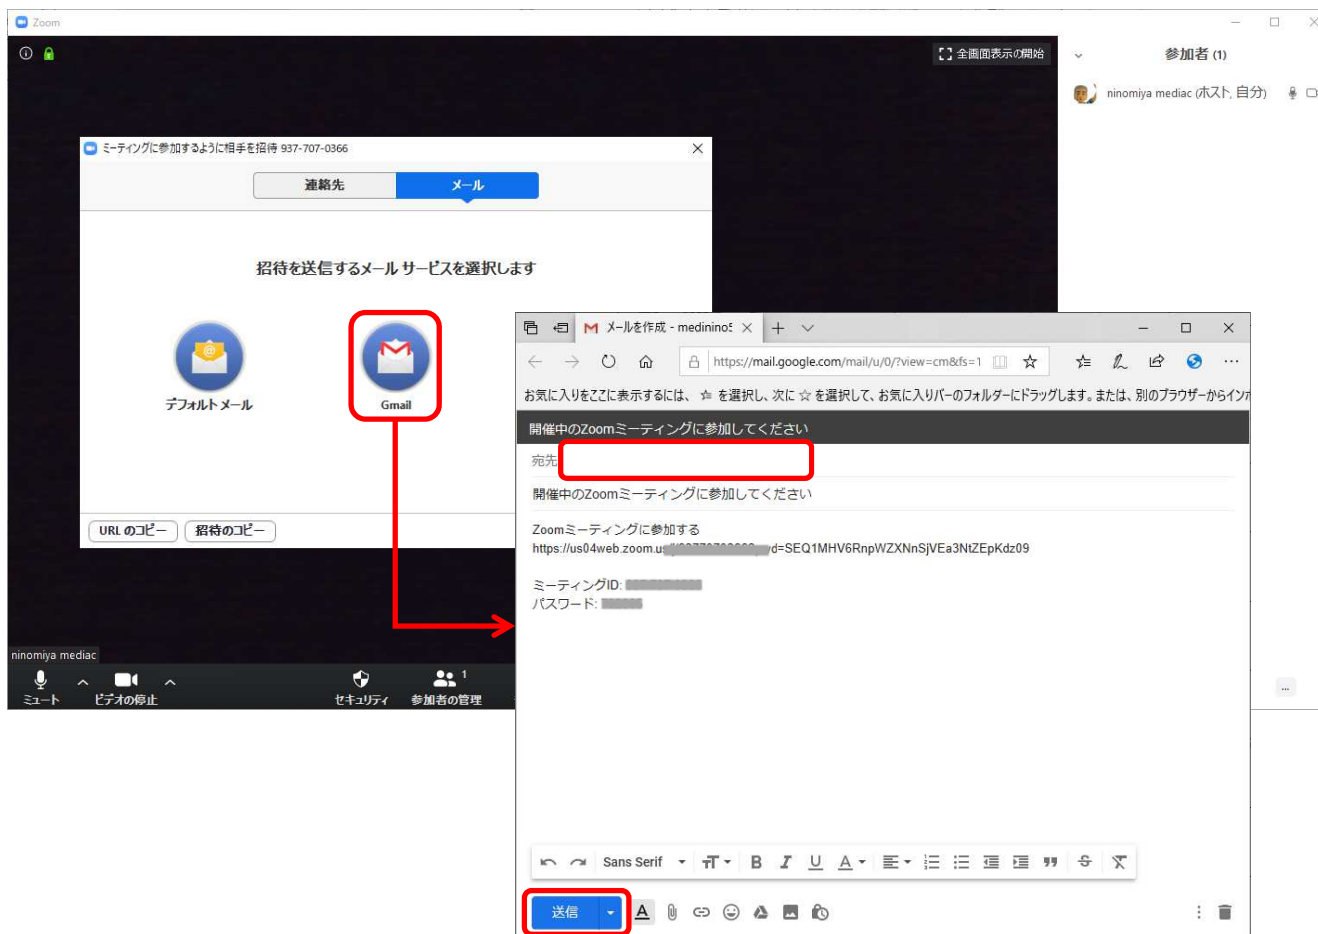 Zoom
全画面表示の開始
参加者 (1)
ninomiya mediac (ホスト, 自分)
ミーティングに参加するように相手を招待 937-707-0366
連絡先
メール
招待を送信するメール サービスを選択します
デフォルト メール
Gmail
URL のコピー
招待のコピー
ninomiya mediac
ミュート
ビデオの停止
セキュリティ
1
参加者の管理
メールを作成 - medinino
https://mail.google.com/mail/u/0/?view=cm&fs=1
お気に入りをここに表示するには、 を選択し、次に ☆ を選択して、お気に入りバーのフォルダーにドラッグします。または、別のブラウザーからイン
開催中のZoomミーティングに参加してください
宛先
開催中のZoomミーティングに参加してください
Zoomミーティングに参加する
https://us04web.zoom.us d=SEQ1MHV6RnpWZXNnSjVEa3NtZEpKdz09
ミーティングID:
パスワード:
Sans Serif
送信